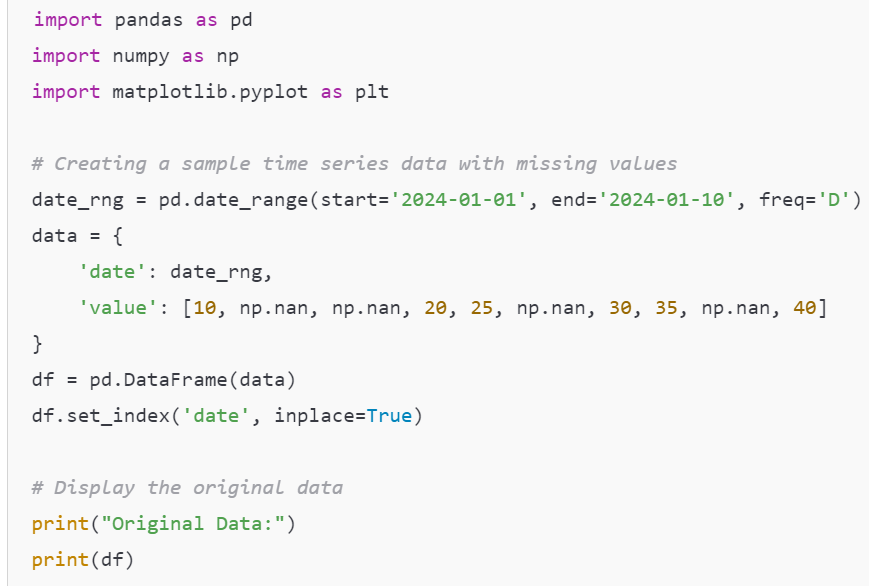 import pandas as pd
import numpy as np
import matplotlib.pyplot as plt
# Creating a sample time series data with missing values
date_rng = pd.date_range(start='2024-01-01', end='2024-01-10', freq='D')
data = {
    'date': date_rng,
    'value': [10, np.nan, np.nan, 20, 25, np.nan, 30, 35, np.nan, 40]
}
df = pd.DataFrame(data)
df.set_index('date', inplace=True)
# Display the original data
print("Original Data:")
print(df)